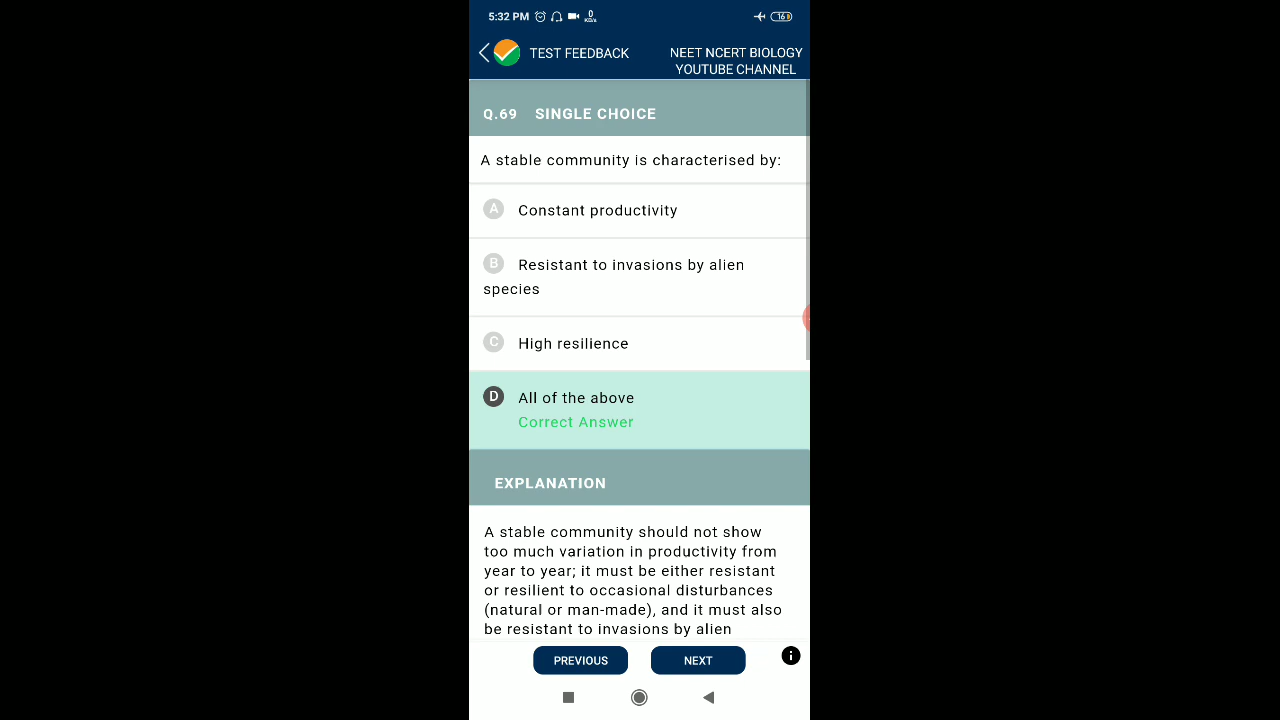 5:32 PM 0 KB/s 16
TEST FEEDBACK
NEET NCERT BIOLOGY
YOUTUBE CHANNEL
Q.69 SINGLE CHOICE
A stable community is characterised by:
A Constant productivity
B Resistant to invasions by alien
species
C High resilience
D All of the above
Correct Answer
EXPLANATION
A stable community should not show
too much variation in productivity from
year to year; it must be either resistant
or resilient to occasional disturbances
(natural or man-made), and it must also
be resistant to invasions by alien
PREVIOUS NEXT